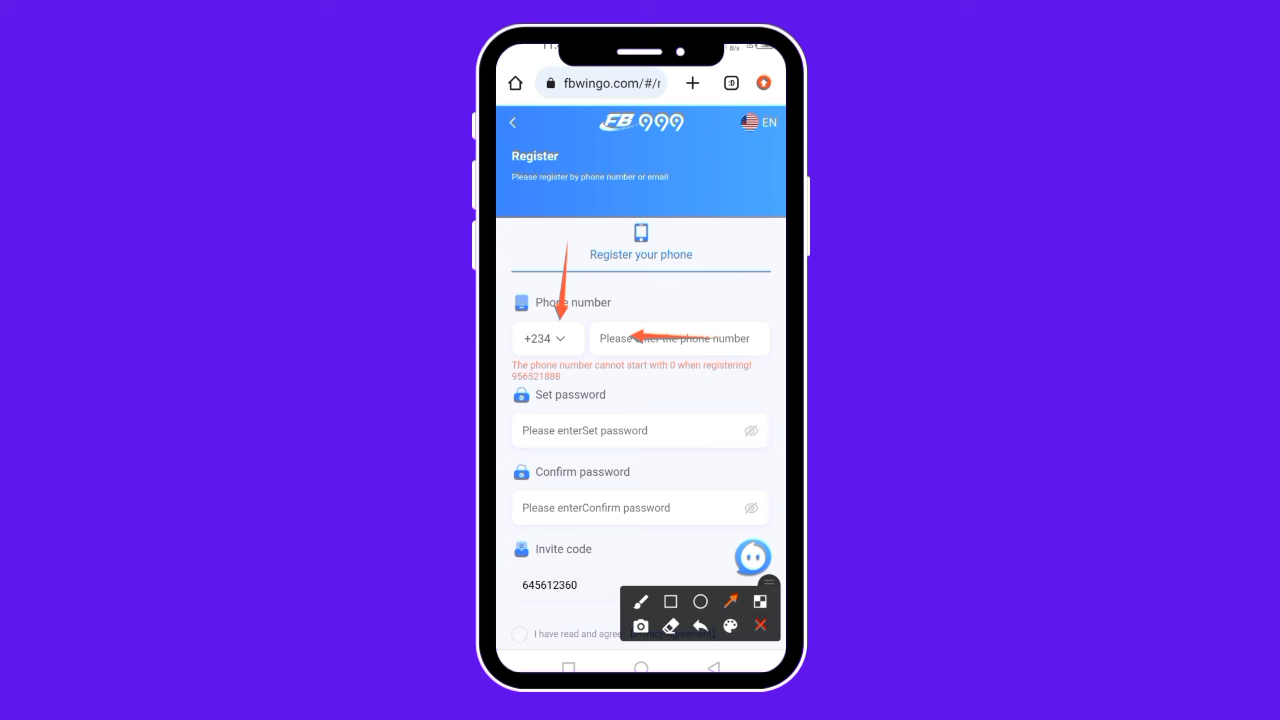 fbwingo.com/#/r
:D
FB 999
EN
Register
Please register by phone number or email
Register your phone
Phone number
+234
Please enter the phone number
The phone number cannot start with 0 when registering!
956521888
Set password
Please enterSet password
Confirm password
Please enterConfirm password
Invite code
645612360
I have read and agree 【Privacy Agreement】